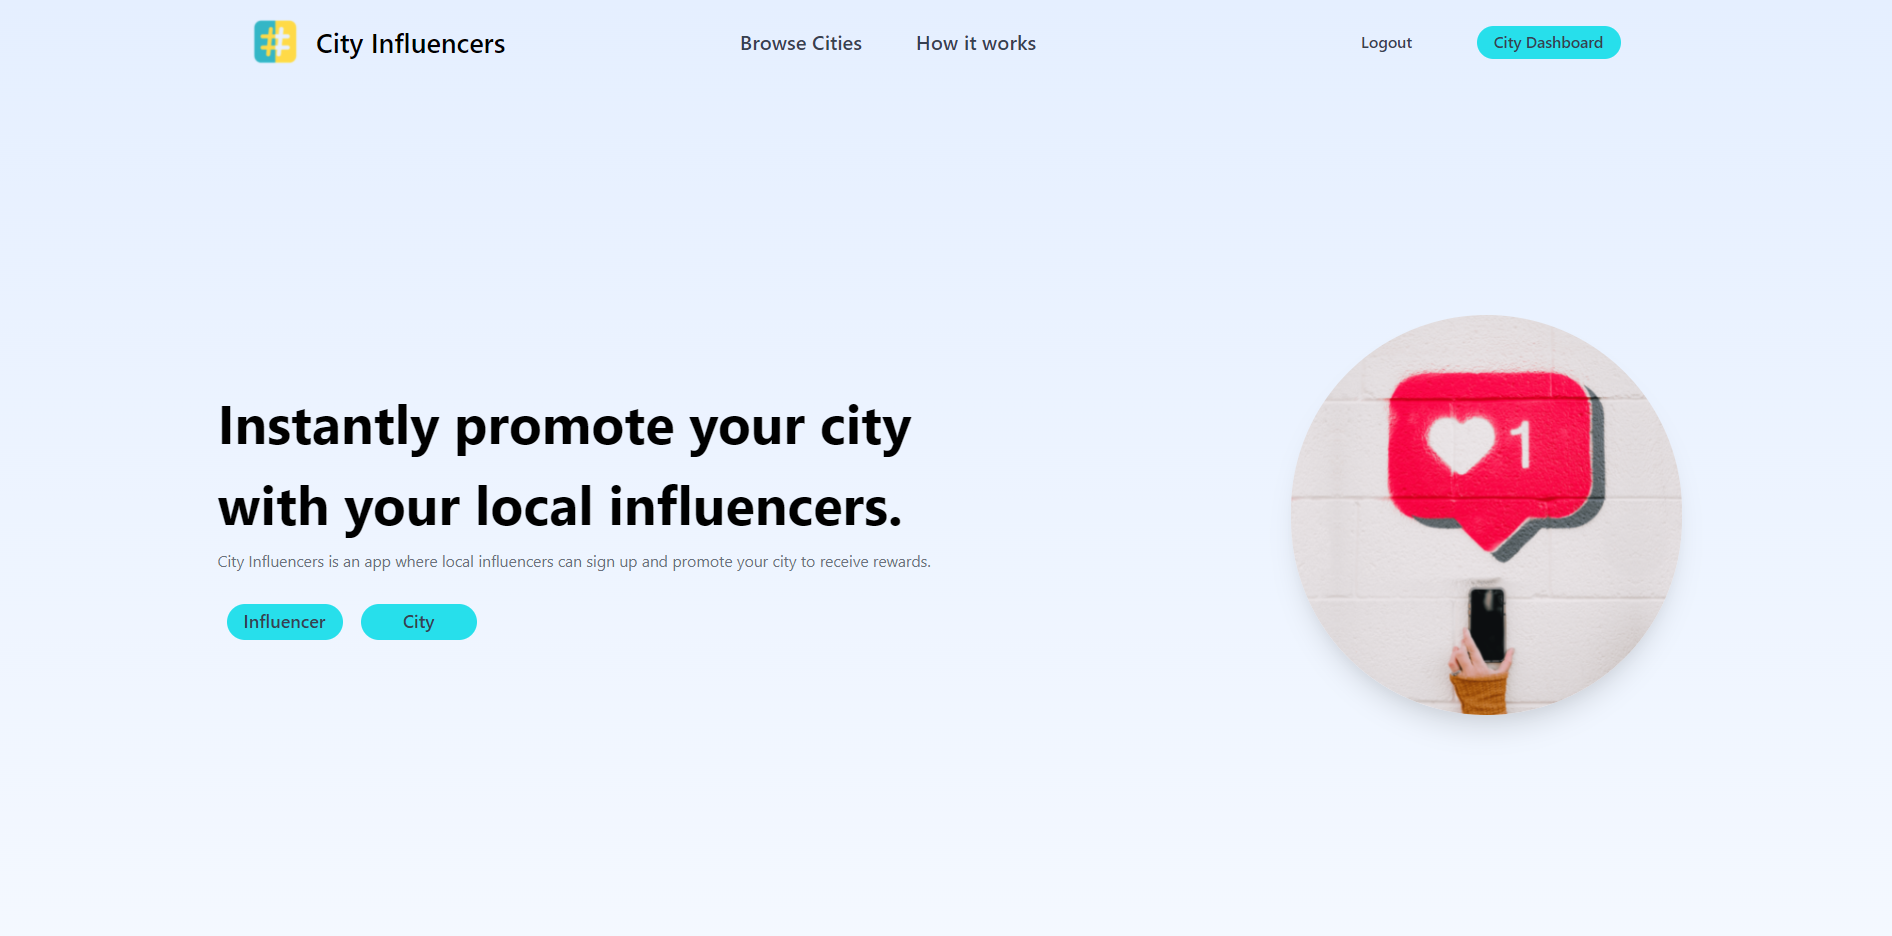 # City Influencers
Browse Cities
How it works
Logout
City Dashboard
Instantly promote your city
with your local influencers.
City Influencers is an app where local influencers can sign up and promote your city to receive rewards.
Influencer
City
1